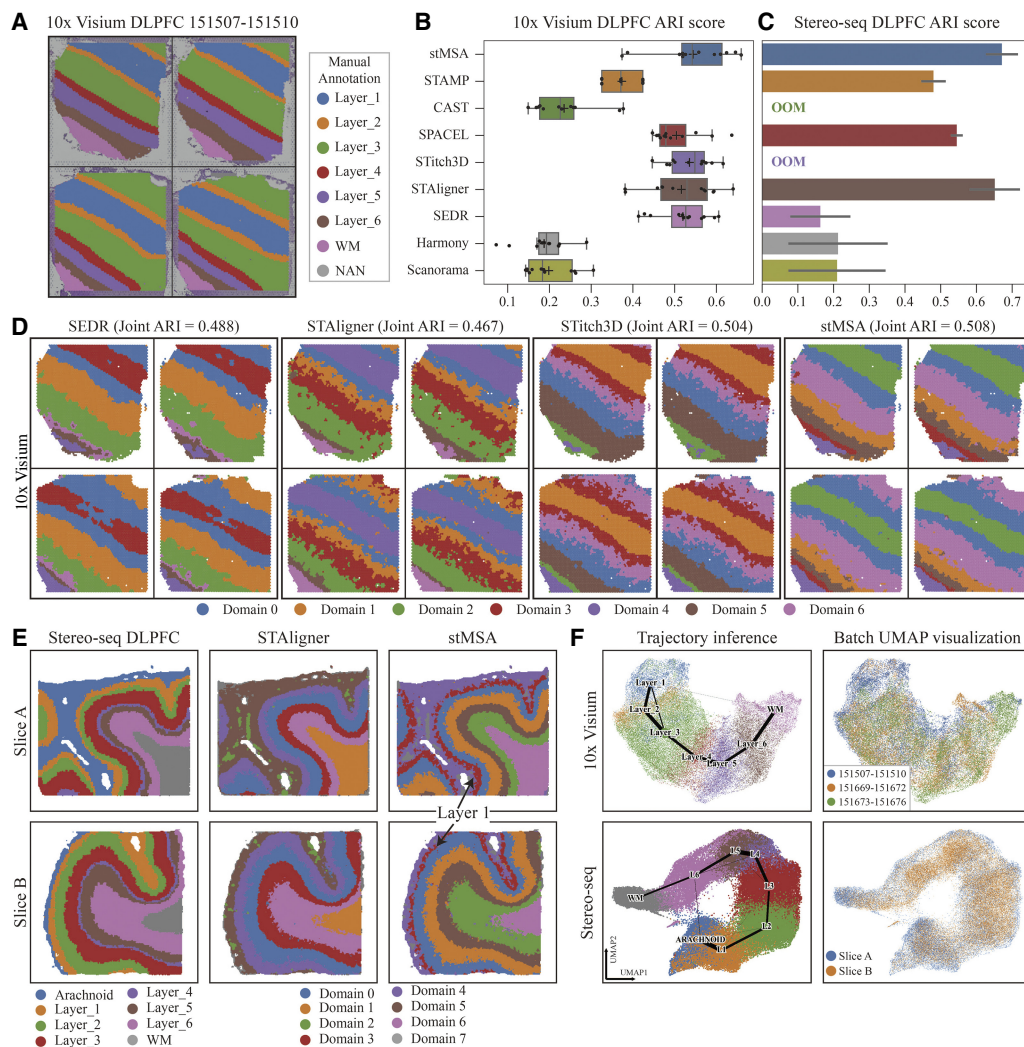 A
10x Visium DLPFC 151507-151510
Manual
Annotation
Layer_1
Layer_2
Layer_3
Layer_4
Layer_5
Layer_6
WM
NAN
B
10x Visium DLPFC ARI score
stMSA
STAMP
CAST
SPACEL
STitch3D
STAligner
SEDR
Harmony
Scanorama
0.1 0.2 0.3 0.4 0.5 0.6
C
Stereo-seq DLPFC ARI score
OOM
OOM
0.0 0.1 0.2 0.3 0.4 0.5 0.6 0.7
D
SEDR (Joint ARI = 0.488)
STAligner (Joint ARI = 0.467)
STitch3D (Joint ARI = 0.504)
stMSA (Joint ARI = 0.508)
10x Visium
Domain 0 Domain 1 Domain 2 Domain 3 Domain 4 Domain 5 Domain 6
E
Stereo-seq DLPFC
STAligner
stMSA
Slice A
Layer 1
Slice B
Arachnoid
Layer_1
Layer_2
Layer_3
Layer_4
Layer_5
Layer_6
WM
Domain 0
Domain 1
Domain 2
Domain 3
Domain 4
Domain 5
Domain 6
Domain 7
F
Trajectory inference
Batch UMAP visualization
10x Visium
Layer_1
Layer_2
Layer_3
Layer_4
Layer_5
Layer_6
WM
151507-151510
151669-151672
151673-151676
Stereo-seq
L5
L4
L6
L3
WM
L2
ARACHNOID
L1
UMAP2
UMAP1
Slice A
Slice B